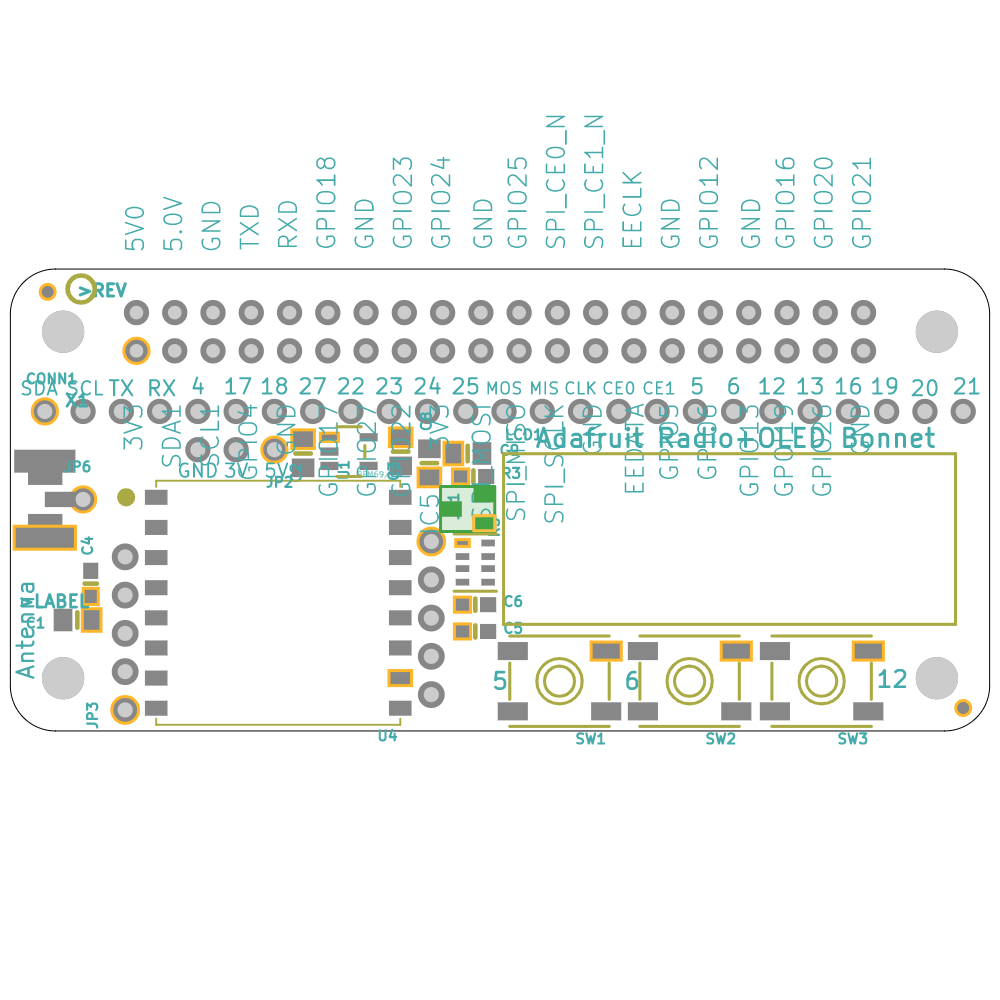 5V0
5.0V
GND
TXD
RXD
GPIO18
GND
GPIO23
GPIO24
GND
GPIO25
SPI_CE0_N
SPI_CE1_N
EECLK
GND
GPIO12
GND
GPIO16
GPIO20
GPIO21
>REV
CONN1
SDA SCL TX RX 4 17 18 27 22 23 24 25 MOS MIS CLK CE0 CE1 5 6 12 13 16 19 20 21
X1
3V3
SDA1
SCL1
GPIO4
GND
GPIO17
GPIO27
GPIO22
3V3
SPI_MOSI
SPI_MISO
SPI_SCLK
GND
EEDATA
GPIO5
GPIO6
GPIO13
GPIO19
GPIO26
GND
LCD1
Adafruit Radio+OLED Bonnet
JP6
GND 3V 5V
JP2
U1
R3
C4
>LABEL
C1
Antenna
C6
C5
5
6
12
JP3
U4
SW1
SW2
SW3